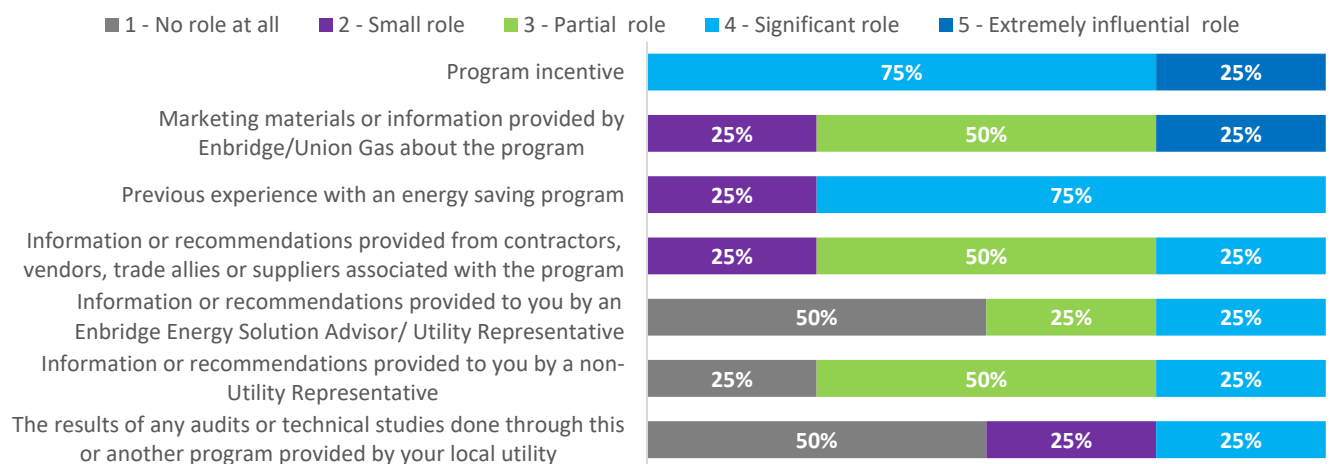 1 - No role at all 2 - Small role 3 - Partial role 4 - Significant role 5 - Extremely influential role
Program incentive 75% 25%
Marketing materials or information provided by
Enbridge/Union Gas about the program 25% 50% 25%
Previous experience with an energy saving program 25% 75%
Information or recommendations provided from contractors,
vendors, trade allies or suppliers associated with the program 25% 50% 25%
Information or recommendations provided to you by an
Enbridge Energy Solution Advisor/ Utility Representative 50% 25% 25%
Information or recommendations provided to you by a non-
Utility Representative 25% 50% 25%
The results of any audits or technical studies done through this
or another program provided by your local utility 50% 25% 25%